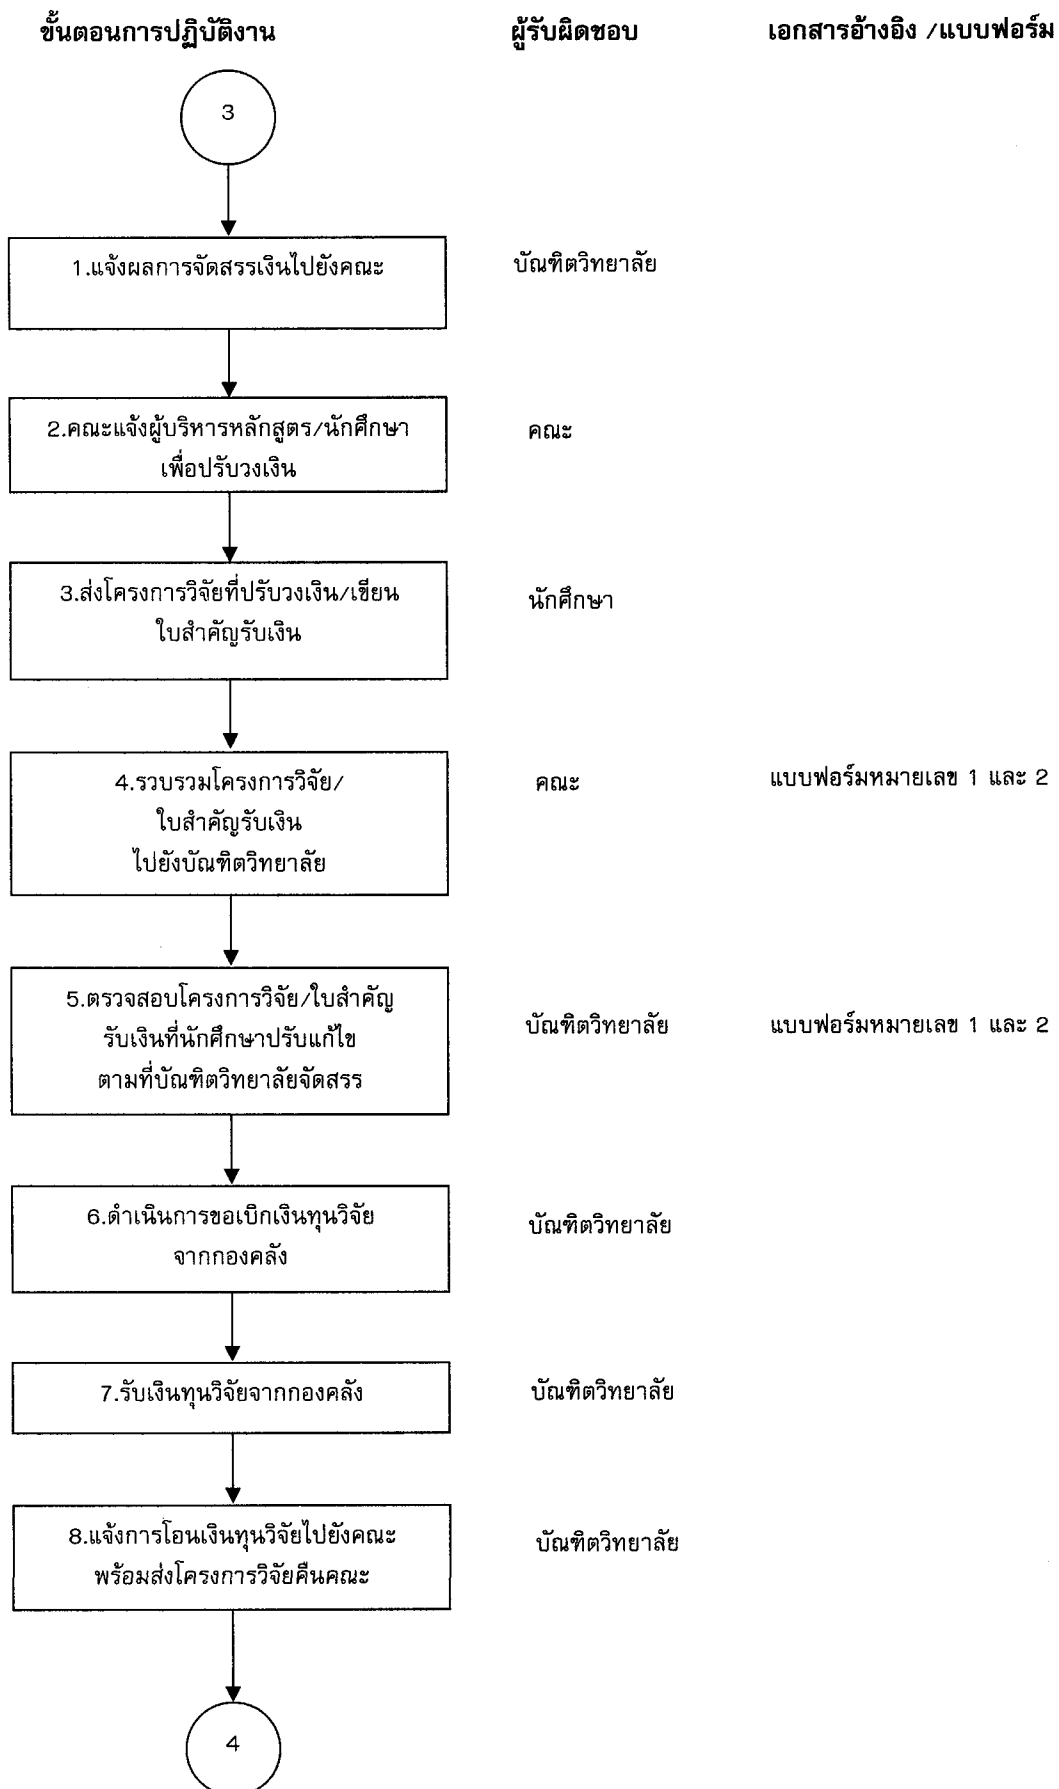 ขั้นตอนการปฏิบัติงาน ผู้รับผิดชอบ เอกสารอ้างอิง /แบบฟอร์ม
3
1.แจ้งผลการจัดสรรเงินไปยังคณะ บัณฑิตวิทยาลัย
2.คณะแจ้งผู้บริหารหลักสูตร/นักศึกษา คณะ
เพื่อปรับวงเงิน
3.ส่งโครงการวิจัยที่ปรับวงเงิน/เขียน นักศึกษา
ใบสำคัญรับเงิน
4.รวบรวมโครงการวิจัย/ คณะ แบบฟอร์มหมายเลข 1 และ 2
ใบสำคัญรับเงิน
ไปยังบัณฑิตวิทยาลัย
5.ตรวจสอบโครงการวิจัย/ใบสำคัญ
รับเงินที่นักศึกษาปรับแก้ไข บัณฑิตวิทยาลัย แบบฟอร์มหมายเลข 1 และ 2
ตามที่บัณฑิตวิทยาลัยจัดสรร
6.ดำเนินการขอเบิกเงินทุนวิจัย บัณฑิตวิทยาลัย
จากกองคลัง
7.รับเงินทุนวิจัยจากกองคลัง บัณฑิตวิทยาลัย
8.แจ้งการโอนเงินทุนวิจัยไปยังคณะ บัณฑิตวิทยาลัย
พร้อมส่งโครงการวิจัยคืนคณะ
4